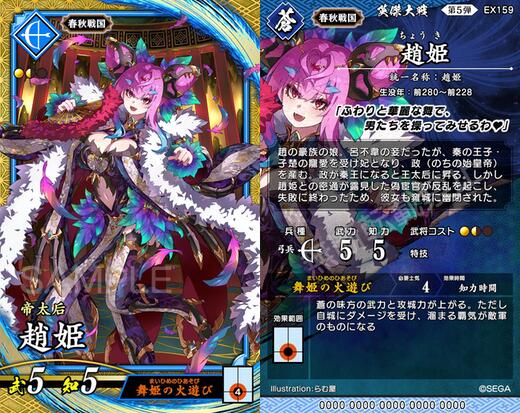 春秋戦国
SAMPLE
帝太后
趙姫
武5 知5
まいひめのひあそび
舞姫の火遊び
4
蒼
春秋戦国
英傑大戦
第5弾
EX159
ちょうき
趙姫
統一名称：趙姫
生没年：前280〜前228
「ふわりと華麗な舞で、
男たちを漂ってみせるわ♥」
趙の豪族の娘。呂不韋の妾だったが、秦の王子・
子楚の寵愛を受け妃となり、政（のちの始皇帝）
を産む。政が秦王になると王太后に昇る。しかし
趙姫との密通が露見した偽宦官が反乱を起こし、
失敗に終わったため、彼女も雍城に幽閉された。
兵種 武力 知力 武将コスト
弓兵 5 5 特技
まいひめのひあそび 必要士気 効果時間
舞姫の火遊び 4 知力時間
効果範囲
蒼の味方の武力と攻城力が上がる。ただし
自城にダメージを受け、溜まる覇気が敵軍
のものになる
Illustration：らむ屋
©SEGA
0000 0000 0000 0000 0000